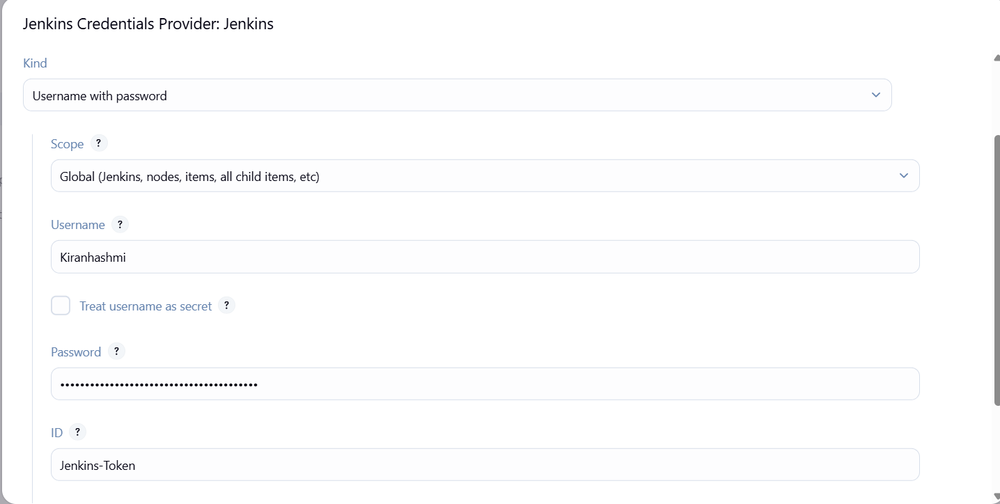 Jenkins Credentials Provider: Jenkins
Kind
Username with password
Scope ?
Global (Jenkins, nodes, items, all child items, etc)
Username ?
Kiranhashmi
Treat username as secret ?
Password ?
••••••••••••••••••••••••••••••••••••••••
ID ?
Jenkins-Token